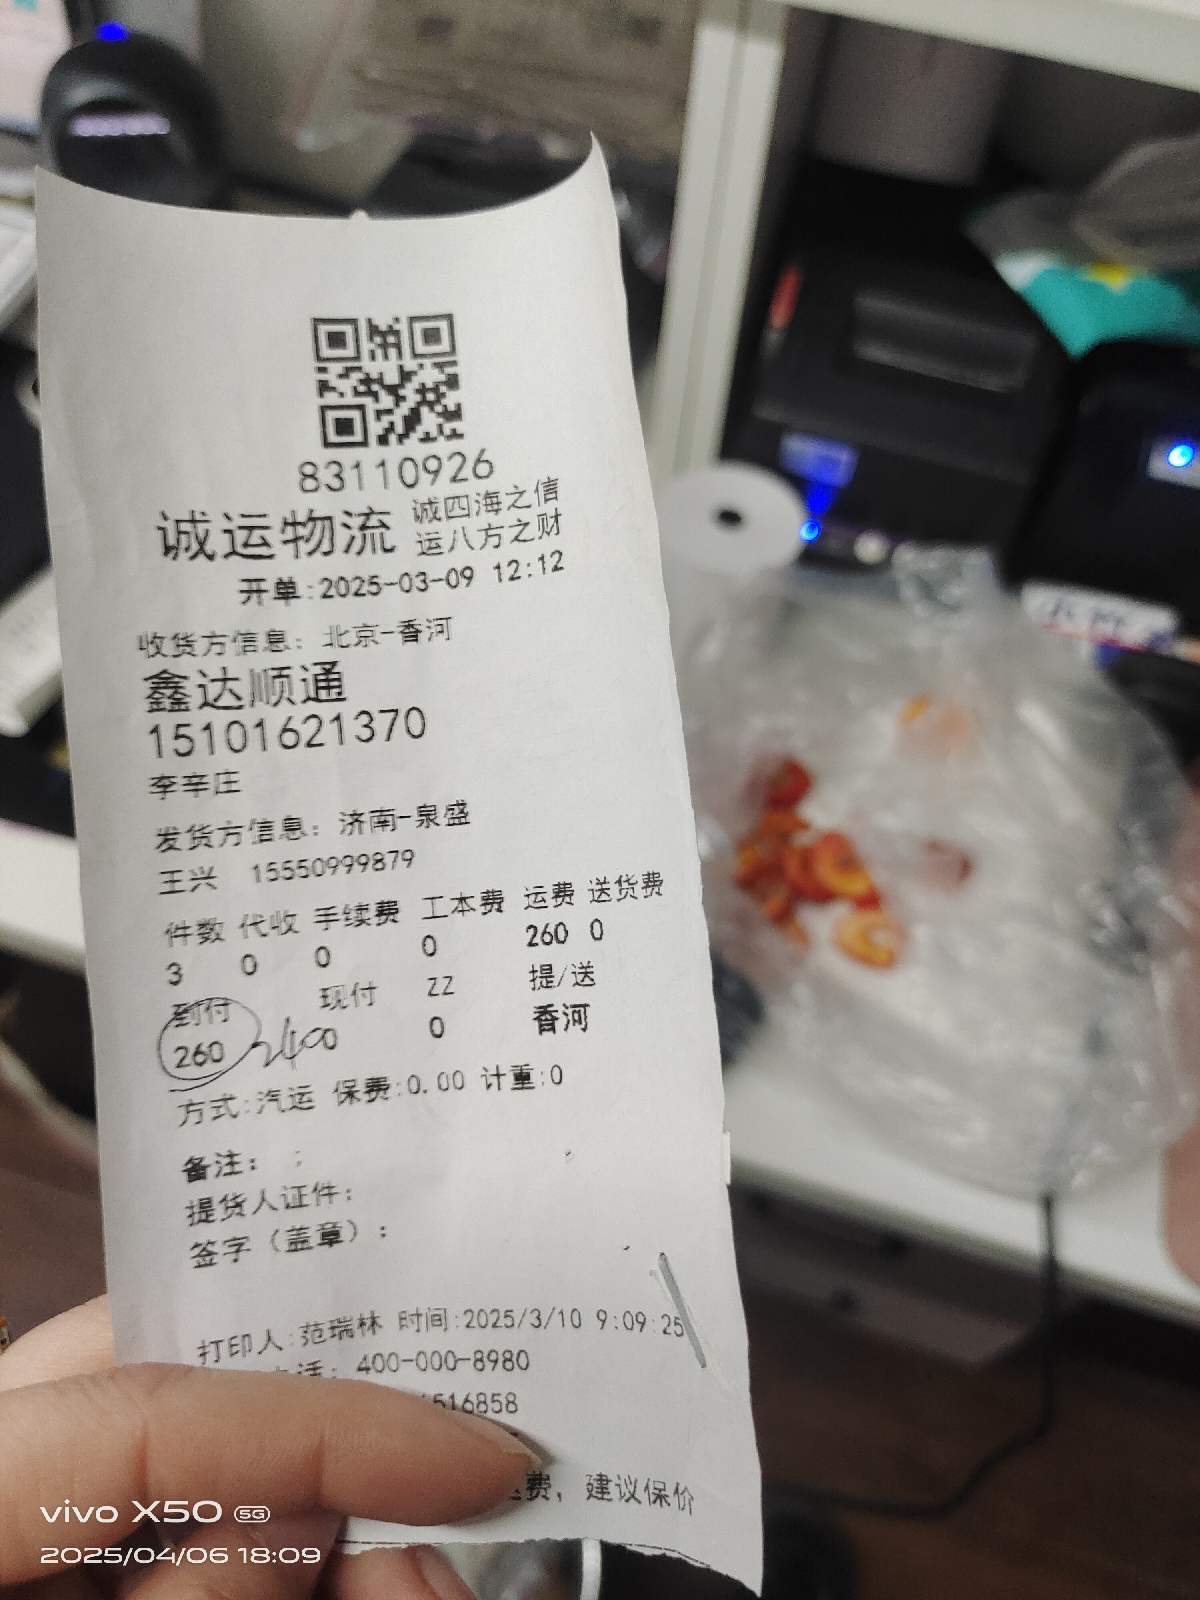 83110926
诚运物流 诚四海之信
运八方之财
开单:2025-03-09 12:12
收货方信息: 北京-香河
鑫达顺通
15101621370
李辛庄
发货方信息: 济南-泉盛
王兴 15550999879
件数 代收 手续费 工本费 运费 送货费
3 0 0 0 260 0
到付 现付 ZZ 提/送
260 0 0 香河
方式:汽运 保费:0.00 计重:0
备注: ;
提货人证件:
签字(盖章):
打印人:范瑞林 时间:2025/3/10 9:09:25
话: 400-000-8980
516858
费, 建议保价
vivo X50 5G
2025/04/06 18:09